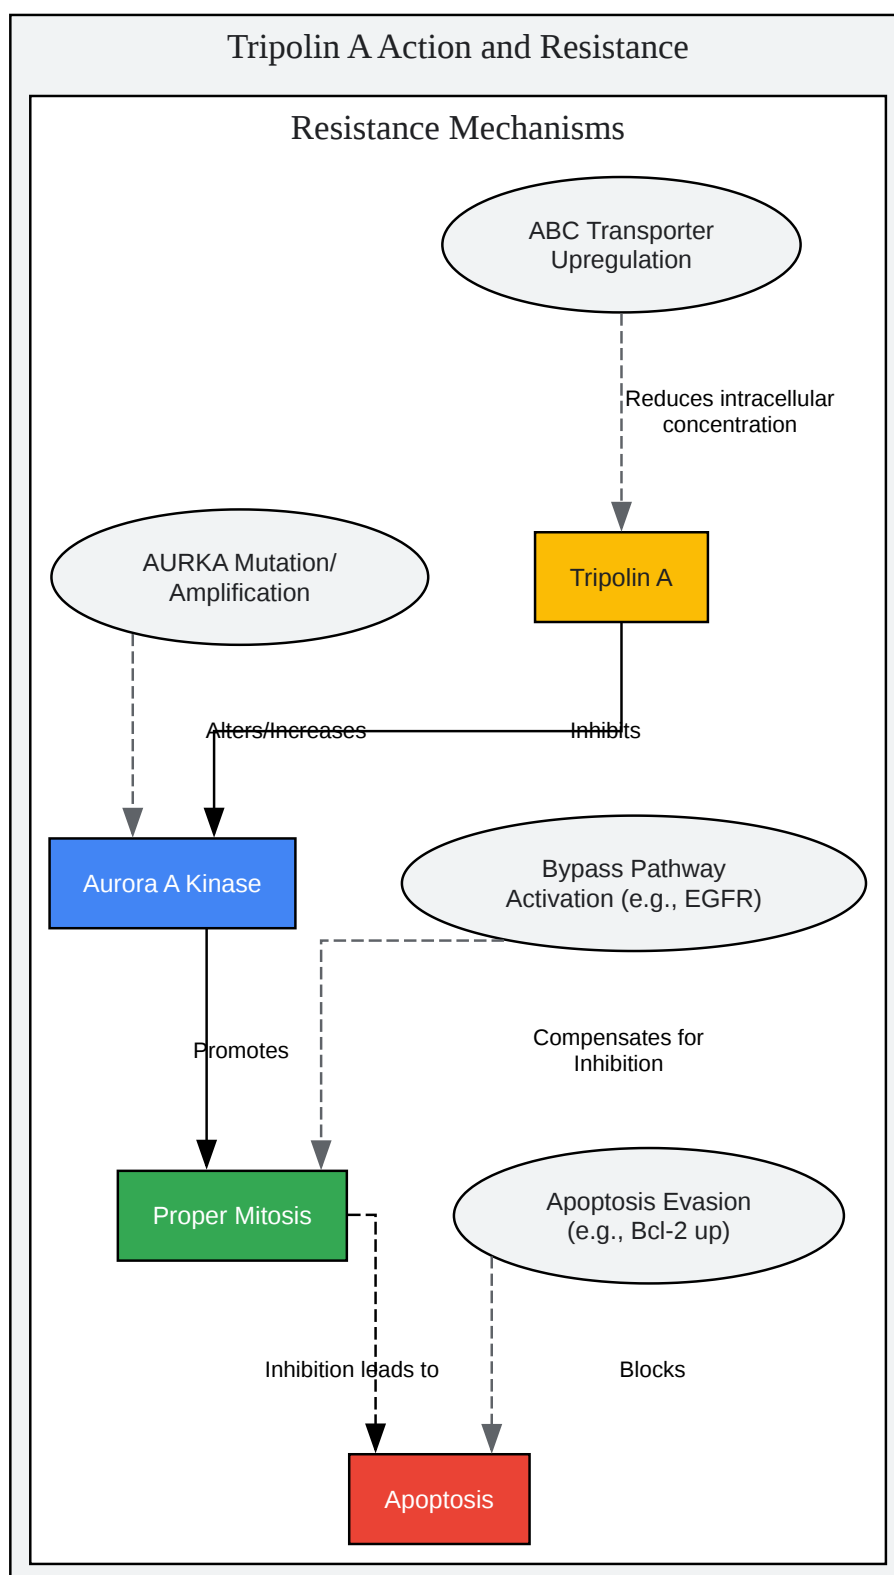 Tripolin A Action and Resistance
Resistance Mechanisms
ABC Transporter
Upregulation
Reduces intracellular
concentration
AURKA Mutation/
Amplification
Tripolin A
Alters/Increases
Inhibits
Aurora A Kinase
Bypass Pathway
Activation (e.g., EGFR)
Promotes
Compensates for
Inhibition
Proper Mitosis
Apoptosis Evasion
(e.g., Bcl-2 up)
Inhibition leads to
Blocks
Apoptosis